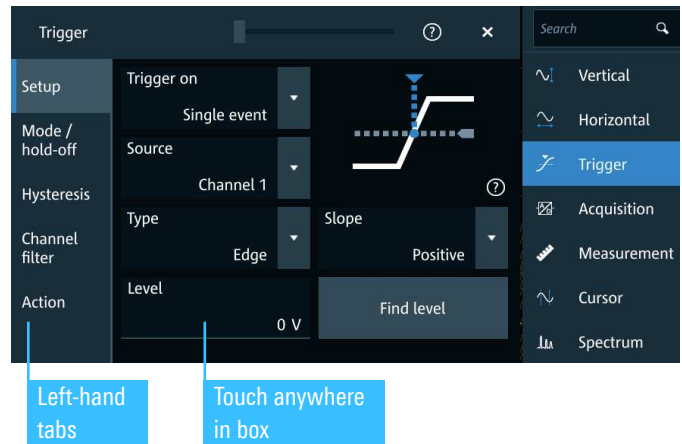 Trigger
?
×
Search
Setup
Mode /
hold-off
Hysteresis
Channel
filter
Action
Trigger on
Single event
Source
Channel 1
?
Type
Edge
Slope
Positive
Level
0 V
Find level
Vertical
Horizontal
Trigger
Acquisition
Measurement
Cursor
Spectrum
Left-hand
tabs
Touch anywhere
in box